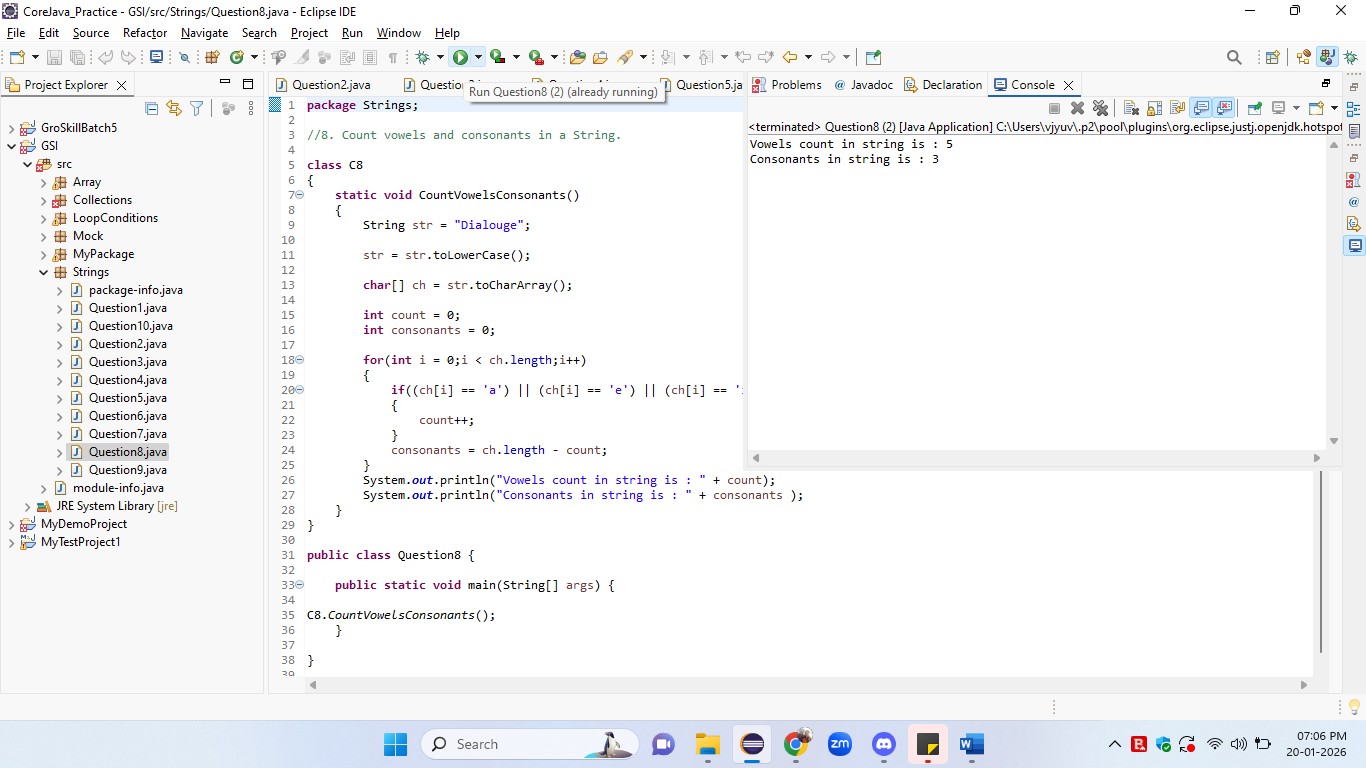 CoreJava_Practice - GSI/src/Strings/Question8.java - Eclipse IDE
File Edit Source Refactor Navigate Search Project Run Window Help
Project Explorer
GroSkillBatch5
GSI
src
Array
Collections
LoopConditions
Mock
MyPackage
Strings
package-info.java
Question1.java
Question10.java
Question2.java
Question3.java
Question4.java
Question5.java
Question6.java
Question7.java
Question8.java
Question9.java
module-info.java
JRE System Library [jre]
MyDemoProject
MyTestProject1
Question2.java Question5.ja
Run Question8 (2) (already running)
1 package Strings;
2
3 //8. Count vowels and consonants in a String.
4
5 class C8
6 {
7 static void CountVowelsConsonants()
8 {
9 String str = "Dialouge";
10
11 str = str.toLowerCase();
12
13 char[] ch = str.toCharArray();
14
15 int count = 0;
16 int consonants = 0;
17
18 for(int i = 0;i < ch.length;i++)
19 {
20 if((ch[i] == 'a') || (ch[i] == 'e') || (ch[i] == '
21 {
22 count++;
23 }
24 consonants = ch.length - count;
25 }
26 System.out.println("Vowels count in string is : " + count);
27 System.out.println("Consonants in string is : " + consonants );
28 }
29 }
30
31 public class Question8 {
32
33 public static void main(String[] args) {
34
35 C8.CountVowelsConsonants();
36 }
37
38 }
39
Problems Javadoc Declaration Console
<terminated> Question8 (2) [Java Application] C:\Users\vjyuv\.p2\pool\plugins\org.eclipse.justj.openjdk.hotspot
Vowels count in string is : 5
Consonants in string is : 3
Search
zm
07:06 PM
20-01-2026